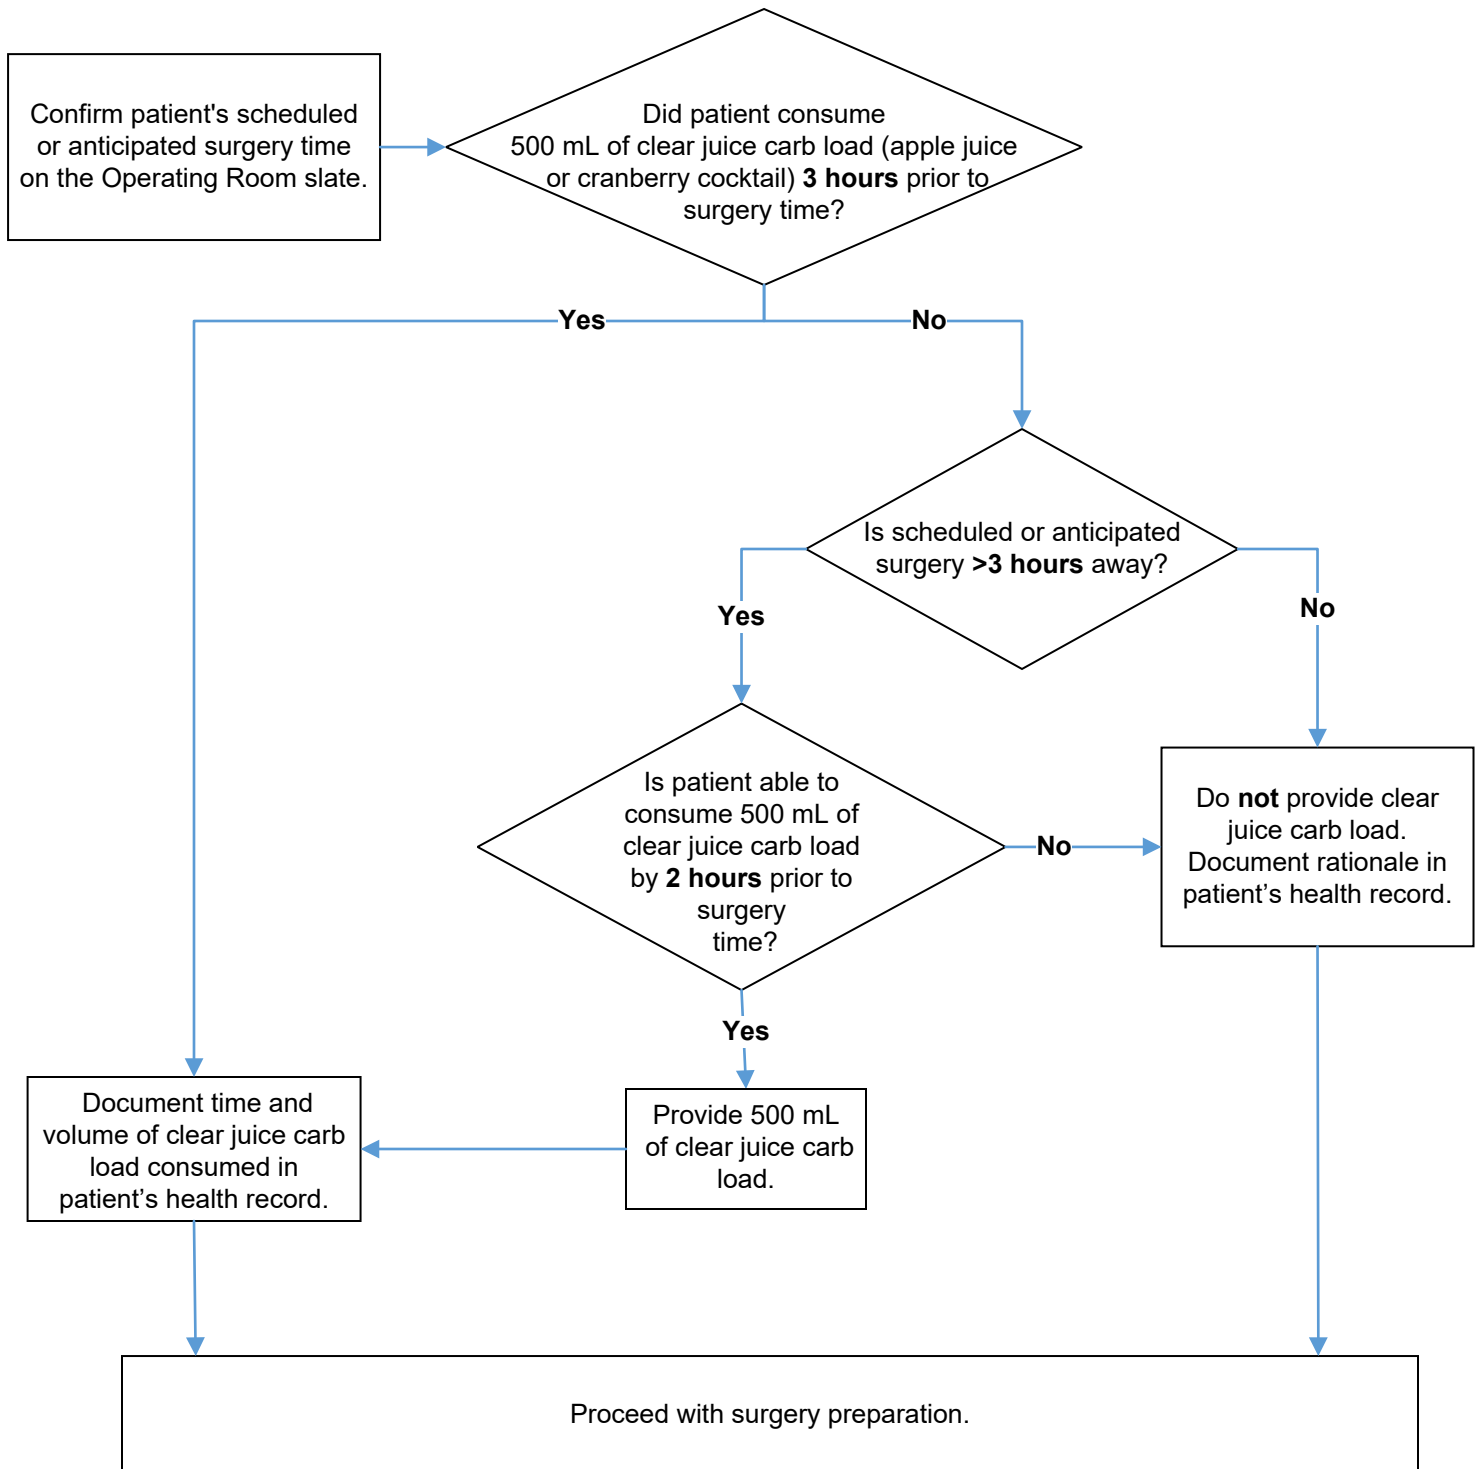 Confirm patient's scheduled
or anticipated surgery time
on the Operating Room slate.
Did patient consume
500 mL of clear juice carb load (apple juice
or cranberry cocktail) 3 hours prior to
surgery time?
Yes
No
Is scheduled or anticipated
surgery >3 hours away?
Yes
No
Is patient able to
consume 500 mL of
clear juice carb load
by 2 hours prior to
surgery
time?
No
Do not provide clear
juice carb load.
Document rationale in
patient’s health record.
Yes
Document time and
volume of clear juice carb
load consumed in
patient’s health record.
Provide 500 mL
of clear juice carb
load.
Proceed with surgery preparation.